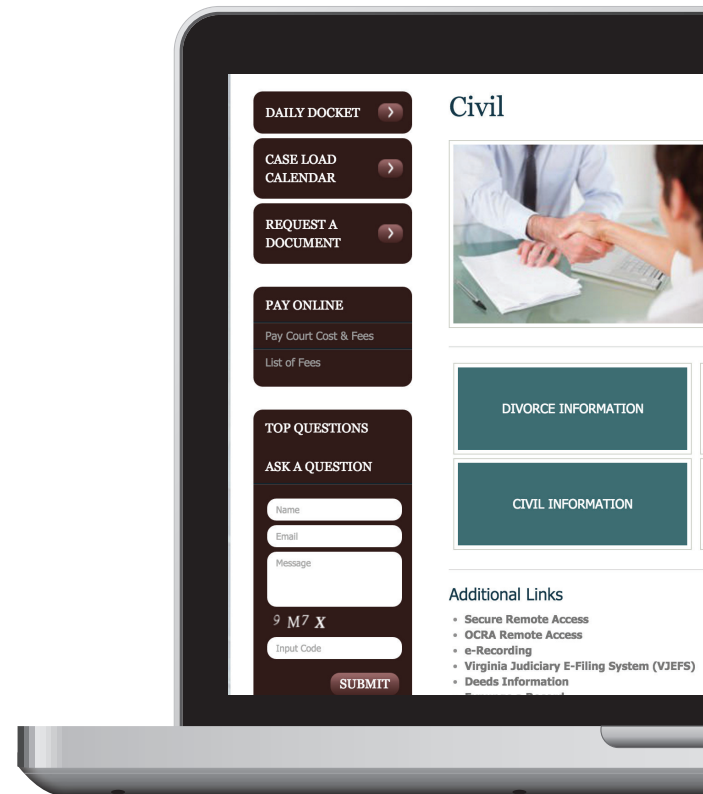 DAILY DOCKET
CASE LOAD
CALENDAR
REQUEST A
DOCUMENT
PAY ONLINE
Pay Court Cost & Fees
List of Fees
TOP QUESTIONS
ASK A QUESTION
Name
Email
Message
9 M7 X
Input Code
SUBMIT
Civil
DIVORCE INFORMATION
CIVIL INFORMATION
Additional Links
• Secure Remote Access
• OCRA Remote Access
• e-Recording
• Virginia Judiciary E-Filing System (VJEFS)
• Deeds Information